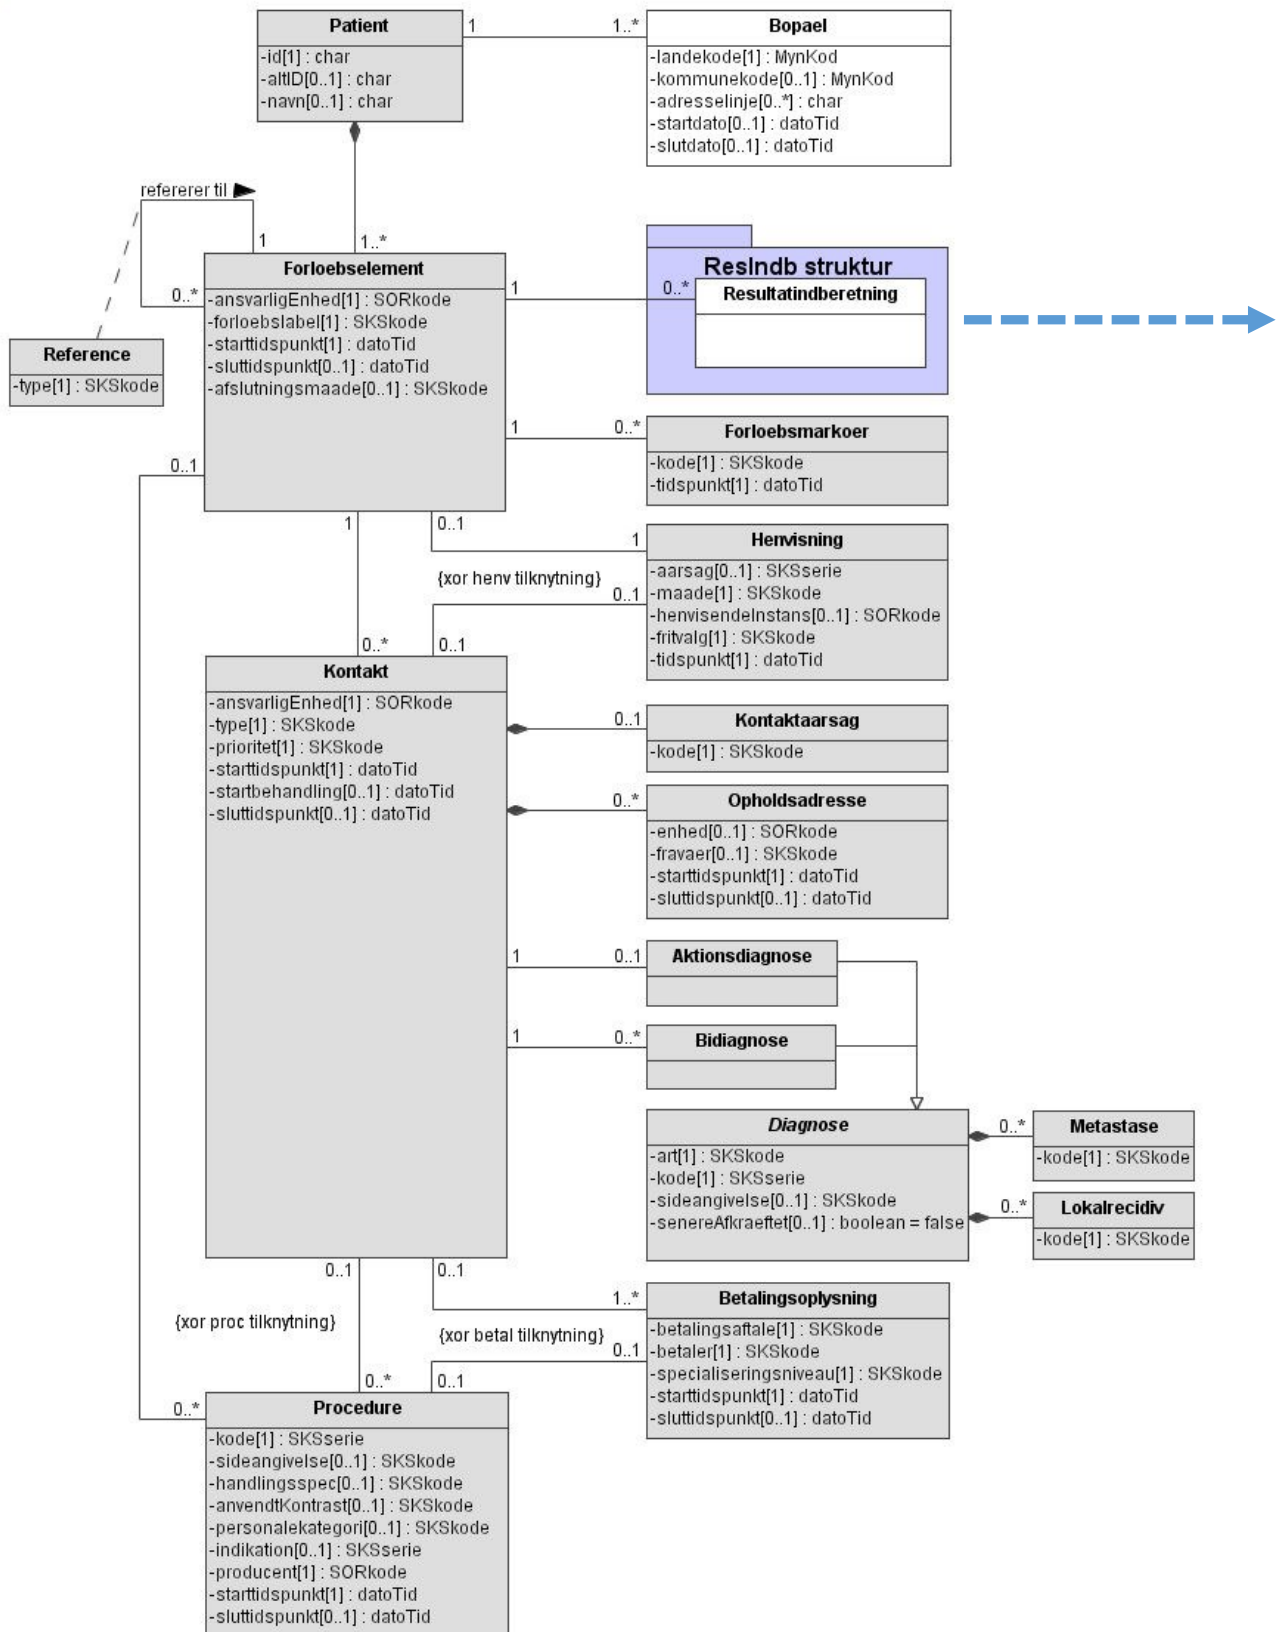 Patient
-id[1] : char
-altID[0..1] : char
-navn[0..1] : char
1
1..*
Bopael
-landekode[1] : MynKod
-kommunekode[0..1] : MynKod
-adresselinje[0..*] : char
-startdato[0..1] : datoTid
-slutdato[0..1] : datoTid
refererer til
1
1..*
0..*
Reference
-type[1] : SKSkode
Forloebselement
-ansvarligEnhed[1] : SORkode
-forloebslabel[1] : SKSkode
-starttidspunkt[1] : datoTid
-sluttidspunkt[0..1] : datoTid
-afslutningsmaade[0..1] : SKSkode
1
0..*
ResIndb struktur
Resultatindberetning
1
0..*
Forloebsmarkoer
-kode[1] : SKSkode
-tidspunkt[1] : datoTid
0..1
1
0..1
1
{xor henv tilknytning}
0..1
0..*
0..1
Henvisning
-aarsag[0..1] : SKSserie
-maade[1] : SKSkode
-henvisendeInstans[0..1] : SORkode
-fritvalg[1] : SKSkode
-tidspunkt[1] : datoTid
Kontakt
-ansvarligEnhed[1] : SORkode
-type[1] : SKSkode
-prioritet[1] : SKSkode
-starttidspunkt[1] : datoTid
-startbehandling[0..1] : datoTid
-sluttidspunkt[0..1] : datoTid
0..1
Kontaktaarsag
-kode[1] : SKSkode
0..*
Opholdsadresse
-enhed[0..1] : SORkode
-fravaer[0..1] : SKSkode
-starttidspunkt[1] : datoTid
-sluttidspunkt[0..1] : datoTid
1
0..1
Aktionsdiagnose
1
0..*
Bidiagnose
Diagnose
-art[1] : SKSkode
-kode[1] : SKSserie
-sideangivelse[0..1] : SKSkode
-senereAfkraeftet[0..1] : boolean = false
0..*
Metastase
-kode[1] : SKSkode
0..*
Lokalrecidiv
-kode[1] : SKSkode
0..1
0..1
1..*
{xor proc tilknytning}
{xor betal tilknytning}
0..1
0..*
0..1
0..*
Betalingsoplysning
-betalingsaftale[1] : SKSkode
-betaler[1] : SKSkode
-specialiseringsniveau[1] : SKSkode
-starttidspunkt[1] : datoTid
-sluttidspunkt[0..1] : datoTid
Procedure
-kode[1] : SKSserie
-sideangivelse[0..1] : SKSkode
-handlingsspec[0..1] : SKSkode
-anvendtKontrast[0..1] : SKSkode
-personalekategori[0..1] : SKSkode
-indikation[0..1] : SKSserie
-producent[1] : SORkode
-starttidspunkt[1] : datoTid
-sluttidspunkt[0..1] : datoTid